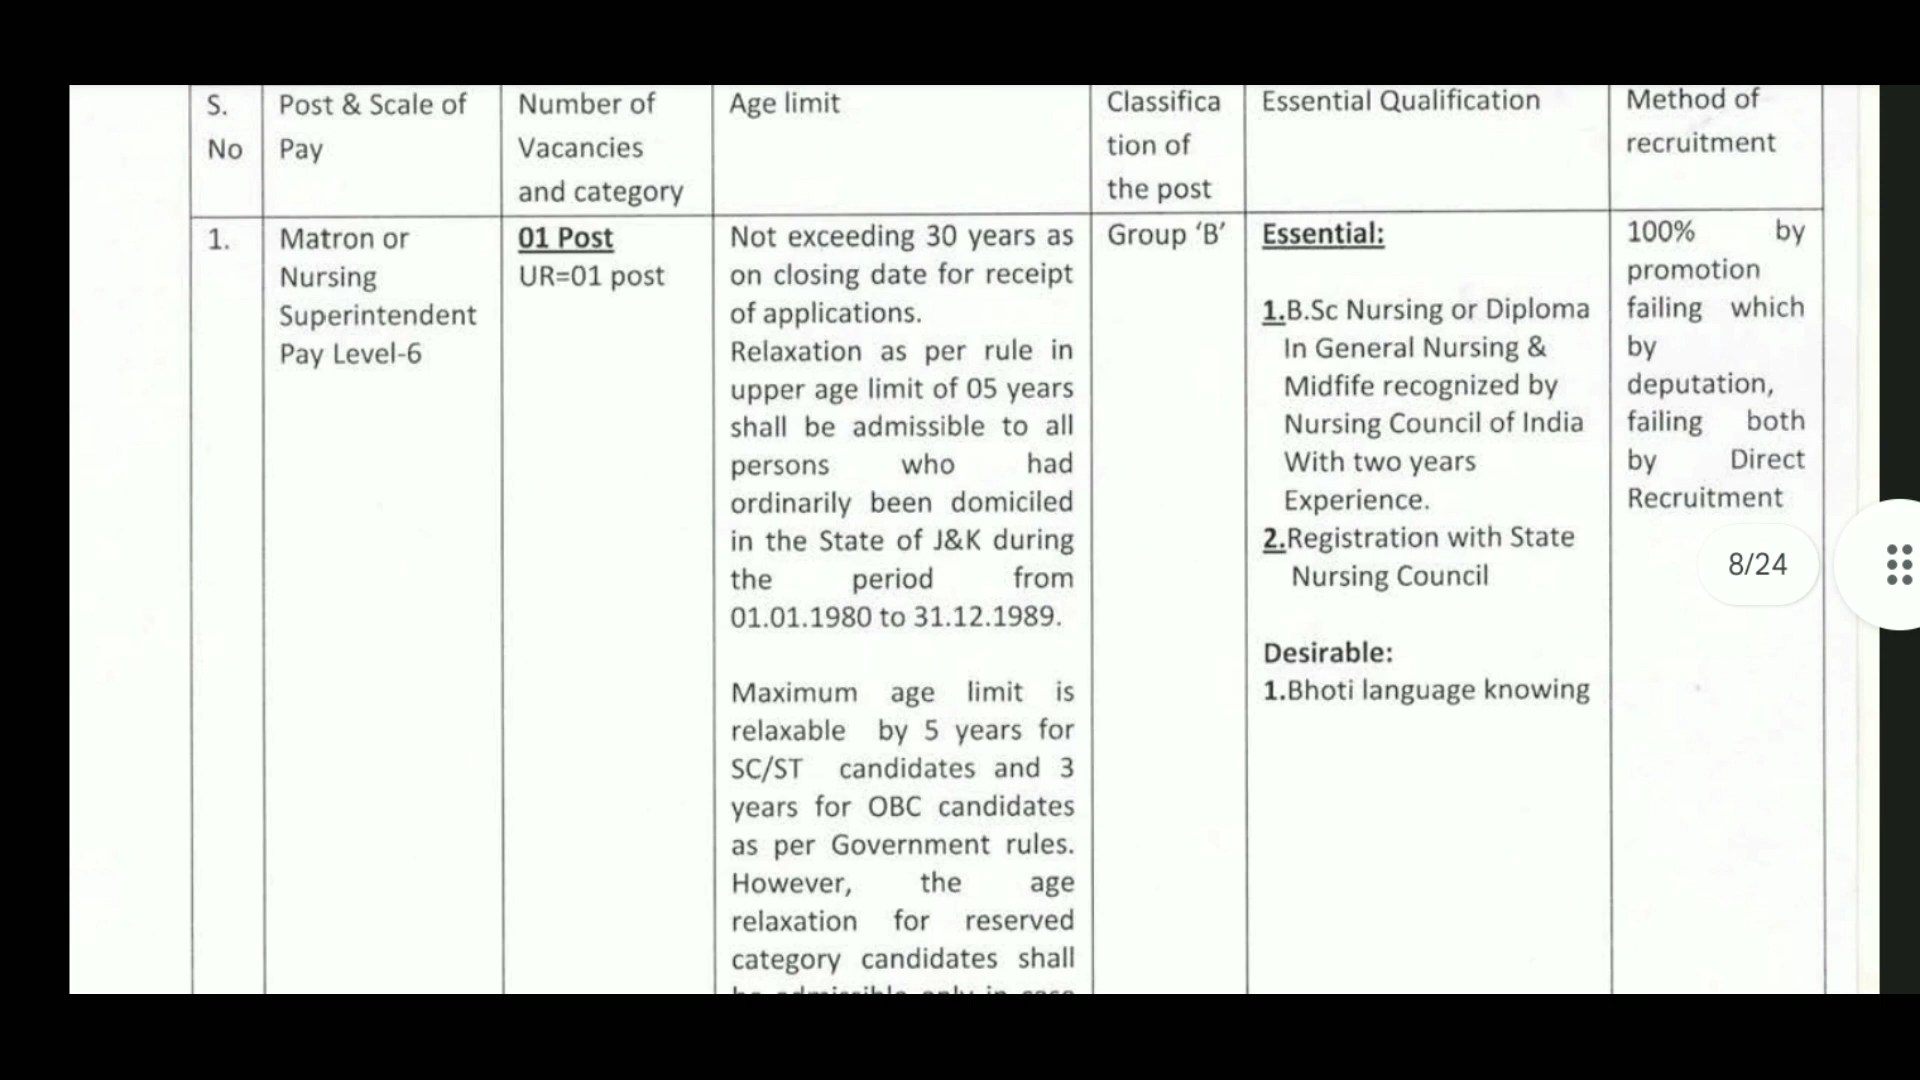 S.
No
Post & Scale of
Pay
Number of
Vacancies
and category
Age limit
Classifica
tion of
the post
Essential Qualification
Method of
recruitment
1.
Matron or
Nursing
Superintendent
Pay Level-6
01 Post
UR=01 post
Not exceeding 30 years as
on closing date for receipt
of applications.
Relaxation as per rule in
upper age limit of 05 years
shall be admissible to all
persons who had
ordinarily been domiciled
in the State of J&K during
the period from
01.01.1980 to 31.12.1989.
Maximum age limit is
relaxable by 5 years for
SC/ST candidates and 3
years for OBC candidates
as per Government rules.
However, the age
relaxation for reserved
category candidates shall
Group ‘B’
Essential:
1.B.Sc Nursing or Diploma
In General Nursing &
Midfife recognized by
Nursing Council of India
With two years
Experience.
2.Registration with State
Nursing Council
Desirable:
1.Bhoti language knowing
100% by
promotion
failing which
by
deputation,
failing both
by Direct
Recruitment
8/24